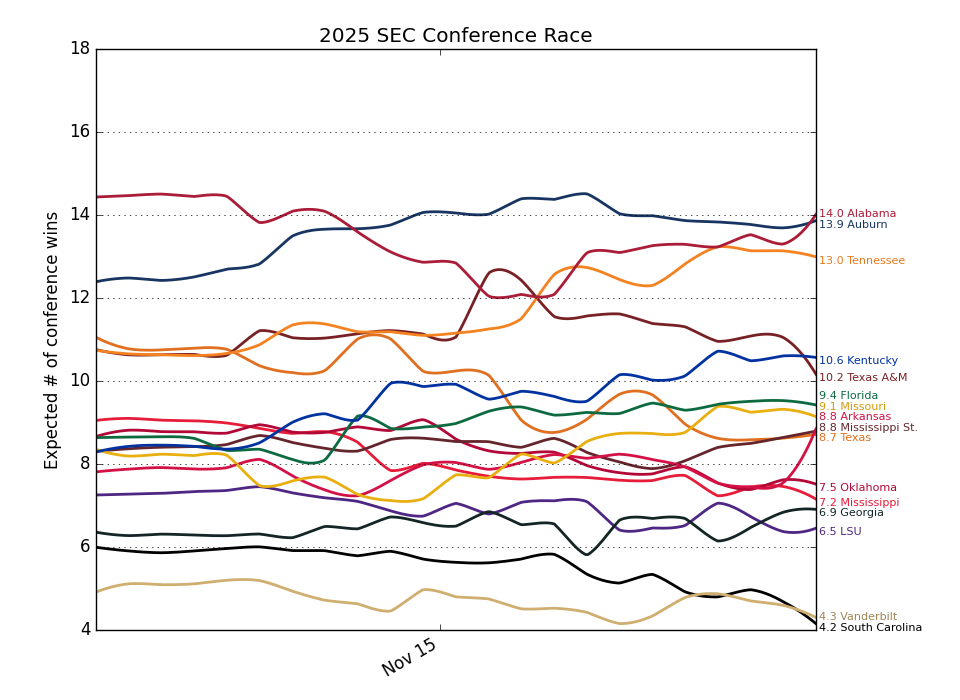 2025 SEC Conference Race
Expected # of conference wins
18
16
14
12
10
8
6
4
Nov 15
14.0 Alabama
13.9 Auburn
13.0 Tennessee
10.6 Kentucky
10.2 Texas A&M
9.4 Florida
9.1 Missouri
8.8 Arkansas
8.8 Mississippi St.
8.7 Texas
7.5 Oklahoma
7.2 Mississippi
6.9 Georgia
6.5 LSU
4.3 Vanderbilt
4.2 South Carolina